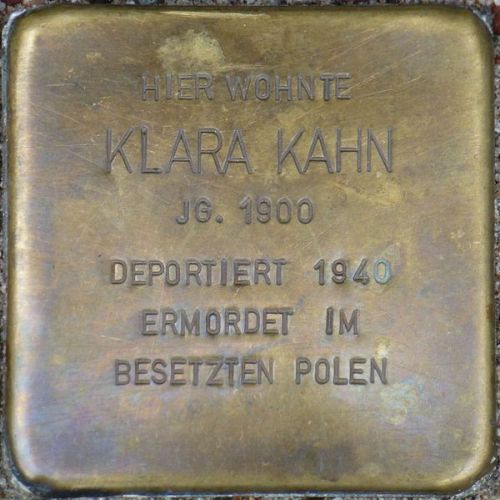 HIER WOHNTE
KLARA KAHN
JG. 1900
DEPORTIERT 1940
ERMORDET IM
BESETZTEN POLEN